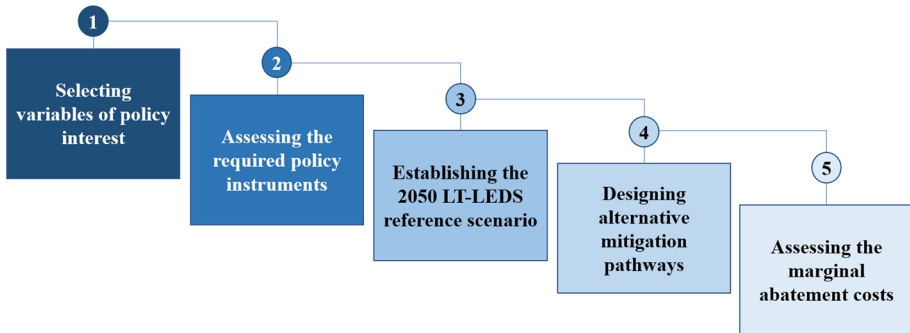 1
Selecting
variables of policy
interest
2
Assessing the
required policy
instruments
3
Establishing the
2050 LT-LEDS
reference scenario
4
Designing
alternative
mitigation
pathways
5
Assessing the
marginal
abatement costs